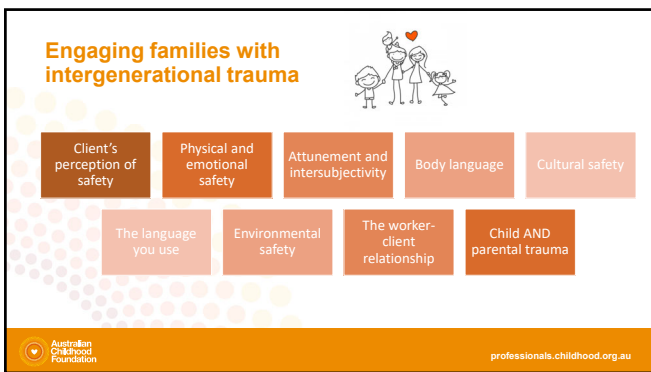 Engaging families with
intergenerational trauma
Client's
perception of
safety
Physical and
emotional
safety
Attunement and
intersubjectivity
Body language
Cultural safety
The language
you use
Environmental
safety
The worker-
client
relationship
Child AND
parental trauma
Australian
Childhood
Foundation
professionals.childhood.org.au